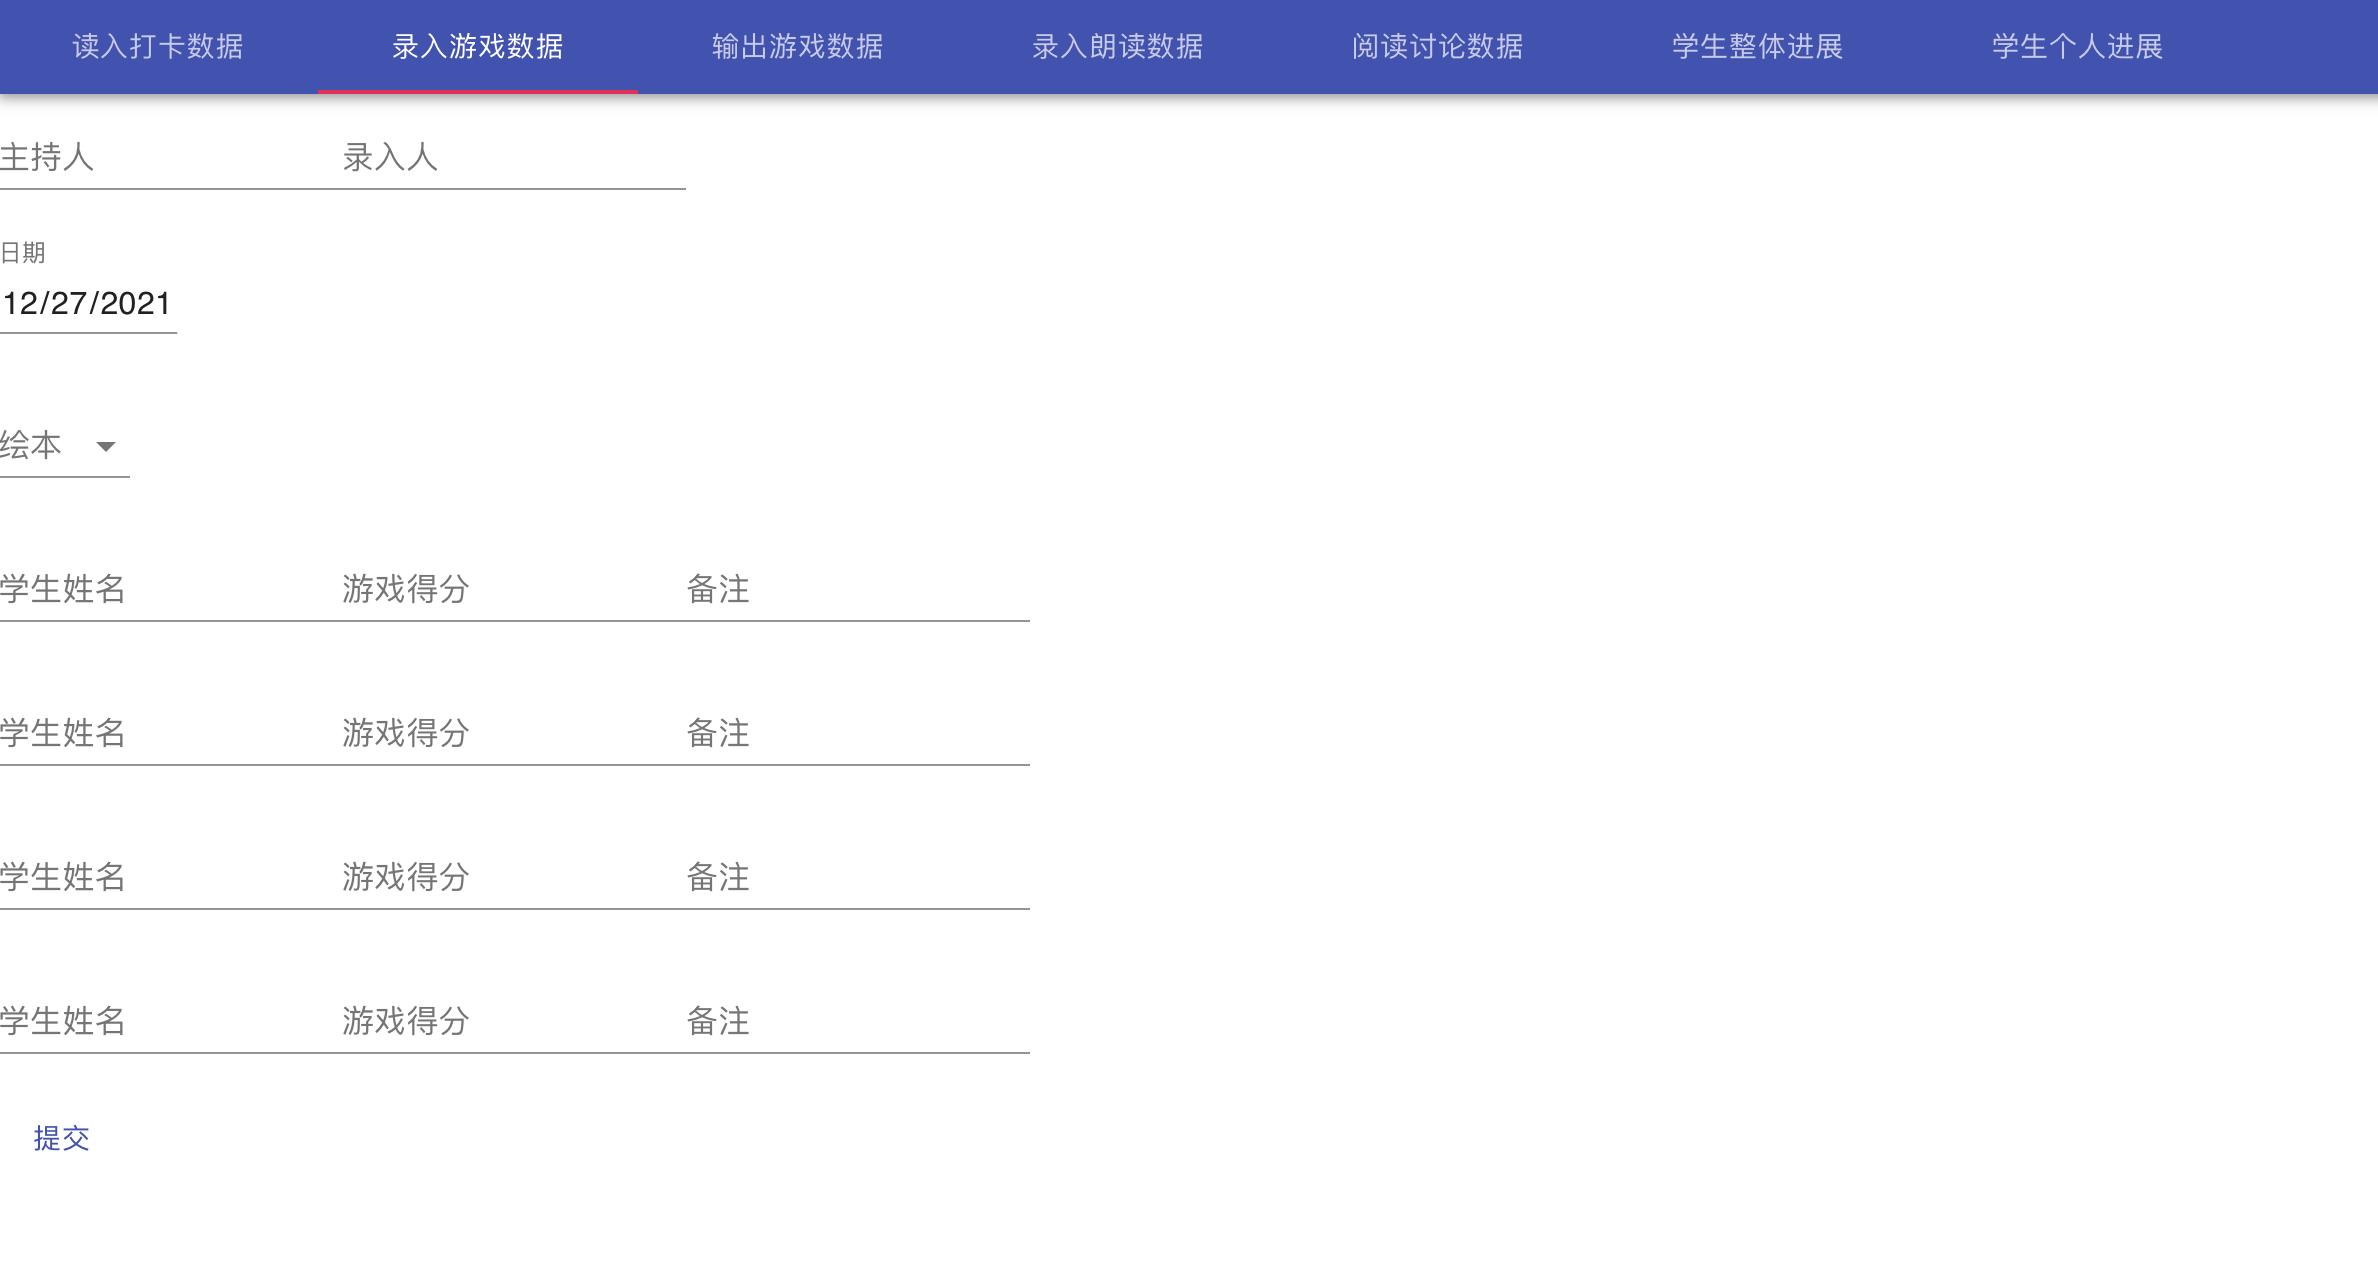 读入打卡数据 录入游戏数据 输出游戏数据 录入朗读数据 阅读讨论数据 学生整体进展 学生个人进展
主持人 录入人
日期
12/27/2021
绘本
学生姓名 游戏得分 备注
学生姓名 游戏得分 备注
学生姓名 游戏得分 备注
学生姓名 游戏得分 备注
提交